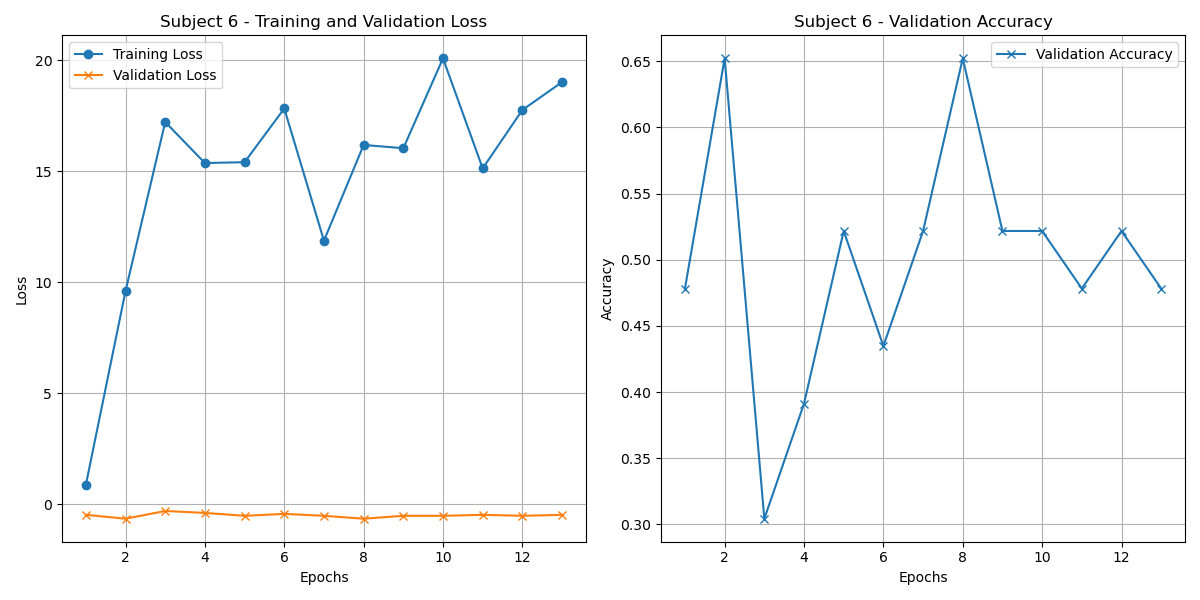 Subject 6 - Training and Validation Loss
Training Loss
Validation Loss
20
15
10
5
0
Loss
2 4 6 8 10 12
Epochs
Subject 6 - Validation Accuracy
Validation Accuracy
0.65
0.60
0.55
0.50
0.45
0.40
0.35
0.30
Accuracy
2 4 6 8 10 12
Epochs